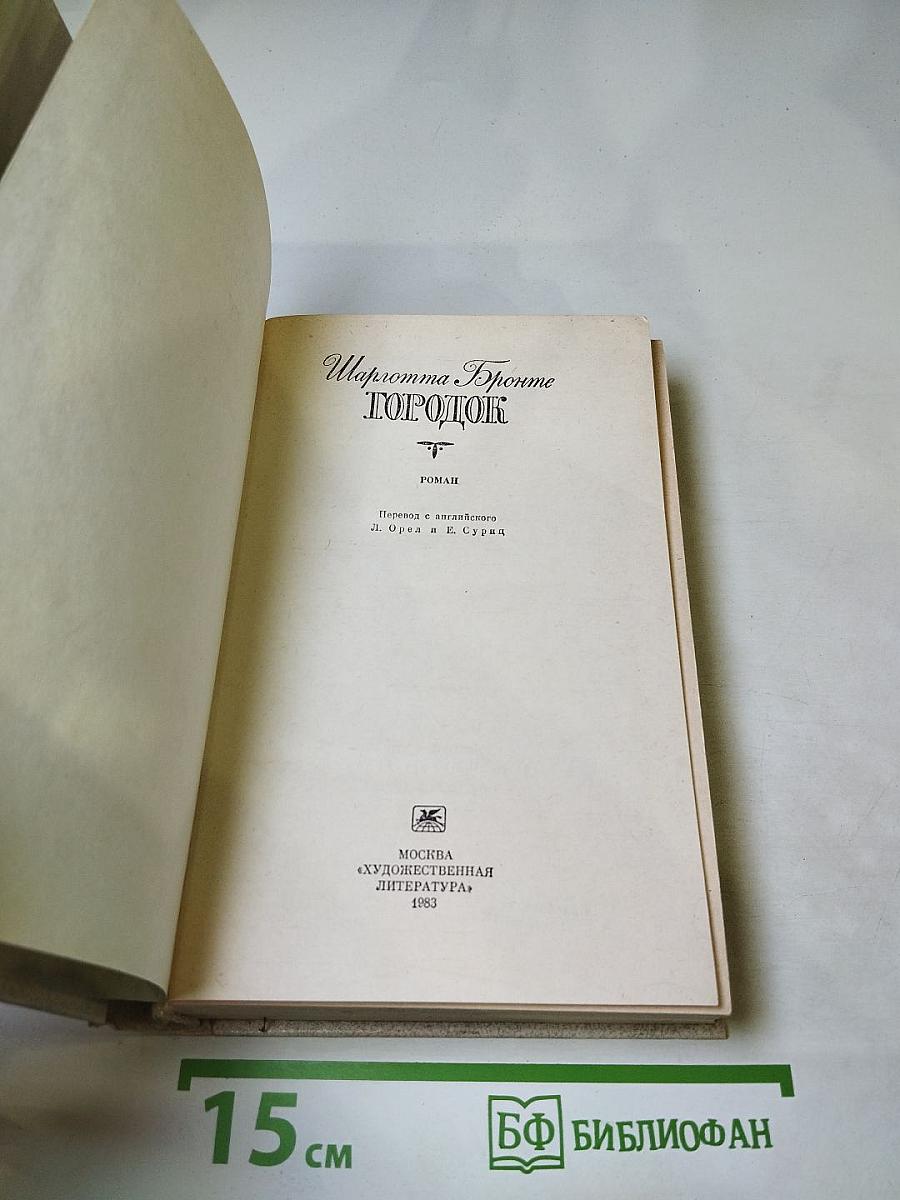 Шарлотта Бронте
ГОРОДОК
РОМАН
Перевод с английского
Л. Орел и Е. Суриц
МОСКВА
«ХУДОЖЕСТВЕННАЯ
ЛИТЕРАТУРА»
1983
15 см
БФ БИБЛИОФАН